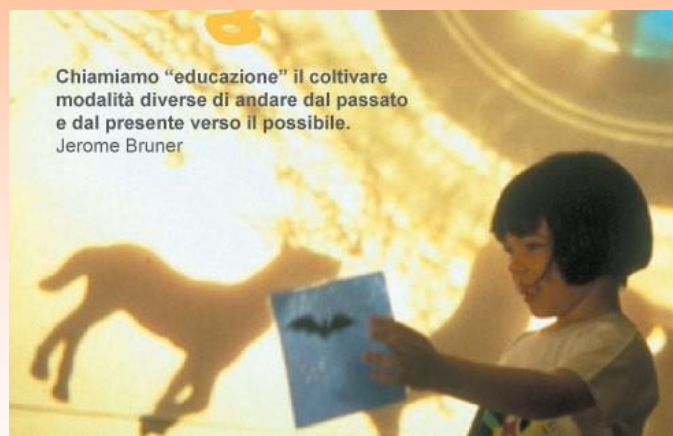 Chiamiamo “educazione” il coltivare
modalità diverse di andare dal passato
e dal presente verso il possibile.
Jerome Bruner